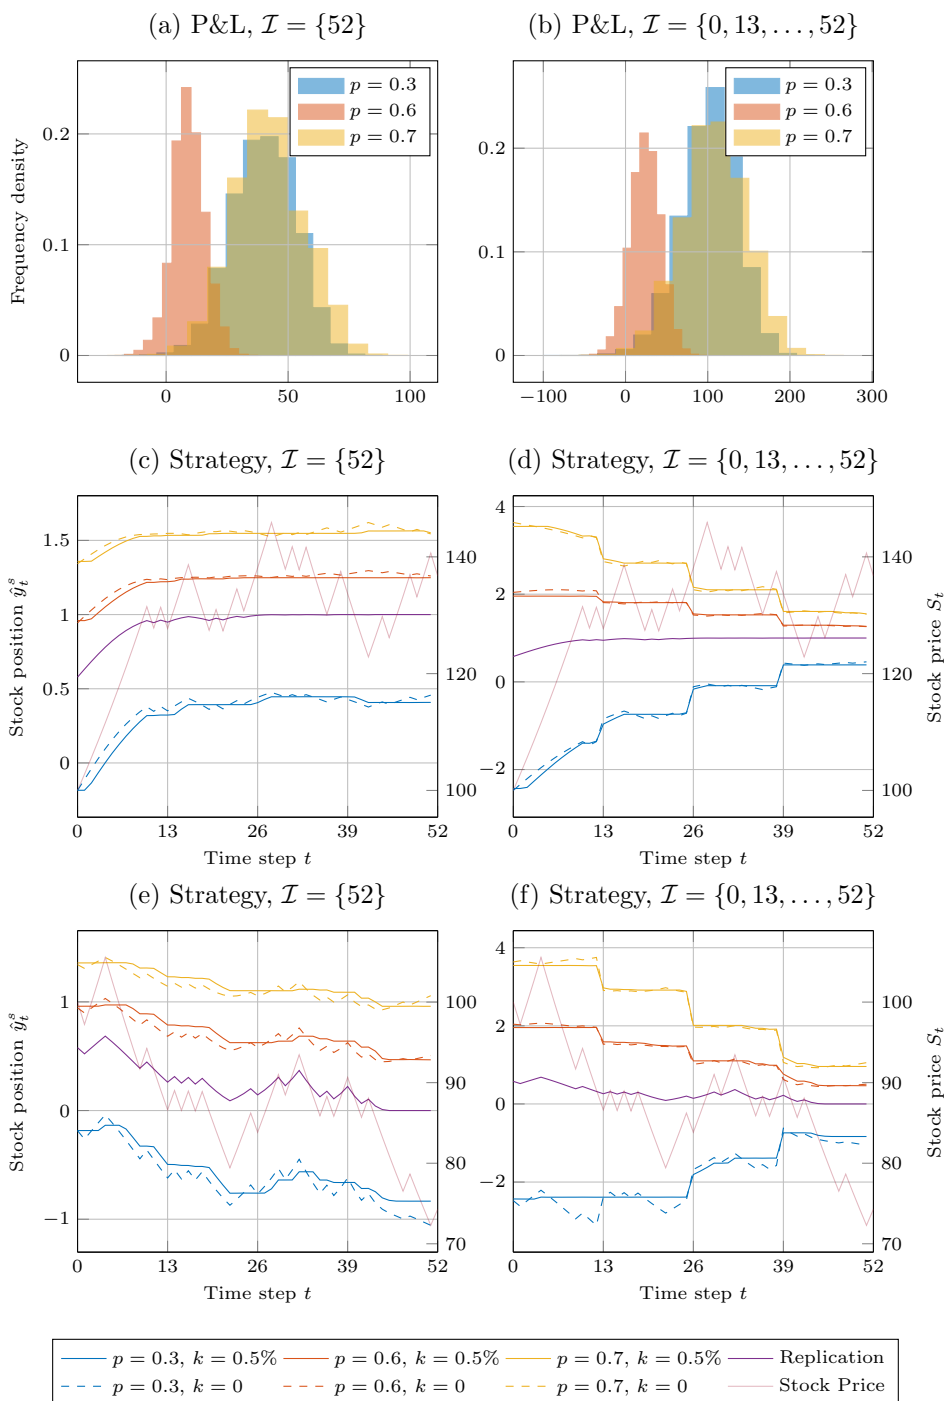 (a) P&L, 𝓘 = {52}
(b) P&L, 𝓘 = {0, 13, . . . , 52}
p = 0.3
p = 0.6
p = 0.7
p = 0.3
p = 0.6
p = 0.7
Frequency density
0.2
0.1
0
0.2
0.1
0
0 50 100
−100 0 100 200 300
(c) Strategy, 𝓘 = {52}
(d) Strategy, 𝓘 = {0, 13, . . . , 52}
Stock position ŷₜˢ
1.5
1
0.5
0
140
120
100
4
2
0
−2
140
120
100
Stock price Sₜ
0 13 26 39 52
0 13 26 39 52
Time step t
Time step t
(e) Strategy, 𝓘 = {52}
(f) Strategy, 𝓘 = {0, 13, . . . , 52}
Stock position ŷₜˢ
1
0
−1
100
90
80
70
4
2
0
−2
100
90
80
70
Stock price Sₜ
0 13 26 39 52
0 13 26 39 52
Time step t
Time step t
p = 0.3, k = 0.5% p = 0.6, k = 0.5% p = 0.7, k = 0.5% Replication
p = 0.3, k = 0 p = 0.6, k = 0 p = 0.7, k = 0 Stock Price